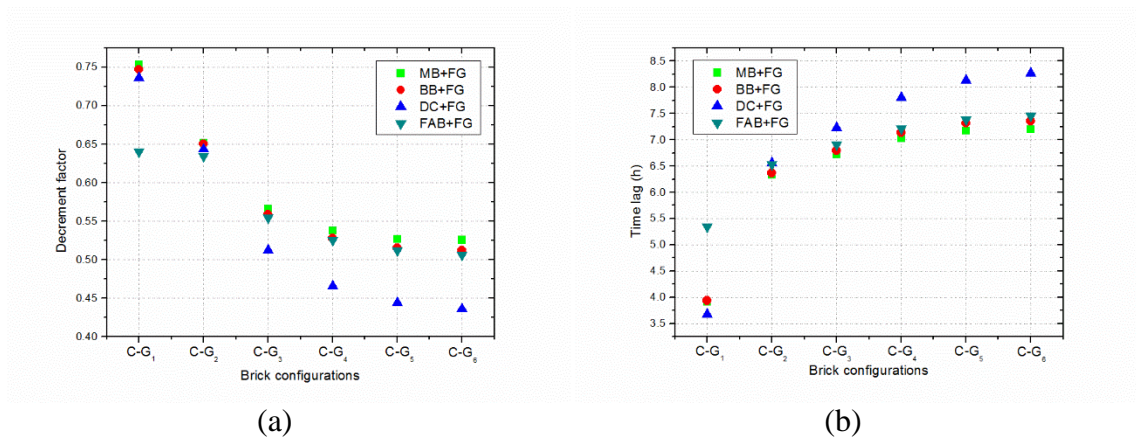 0.75
0.70
0.65
0.60
0.55
0.50
0.45
0.40
Decrement factor
MB+FG
BB+FG
DC+FG
FAB+FG
C-G1 C-G2 C-G3 C-G4 C-G5 C-G6
Brick configurations
(a)
8.5
8.0
7.5
7.0
6.5
6.0
5.5
5.0
4.5
4.0
3.5
Time lag (h)
MB+FG
BB+FG
DC+FG
FAB+FG
C-G1 C-G2 C-G3 C-G4 C-G5 C-G6
Brick configurations
(b)